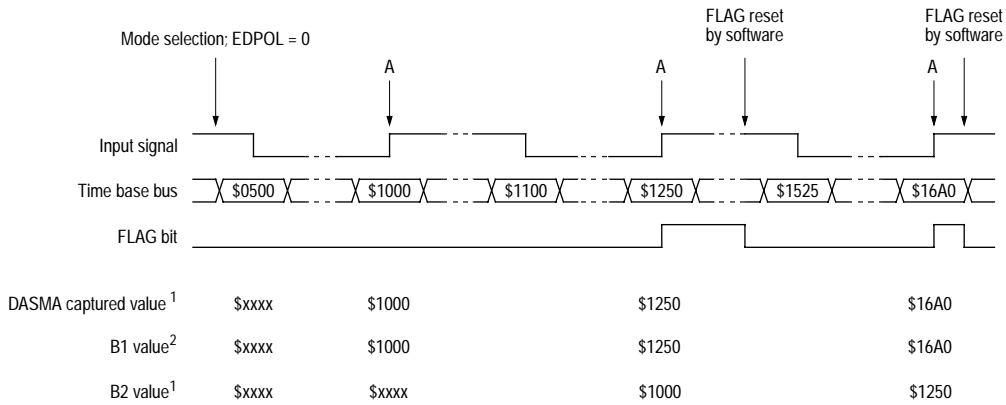 FLAG reset
by software
FLAG reset
by software
Mode selection; EDPOL = 0
A
A
A
Input signal
Time base bus $0500 $1000 $1100 $1250 $1525 $16A0
FLAG bit
DASMA captured value 1 $xxxx $1000 $1250 $16A0
B1 value2 $xxxx $1000 $1250 $16A0
B2 value1 $xxxx $xxxx $1000 $1250